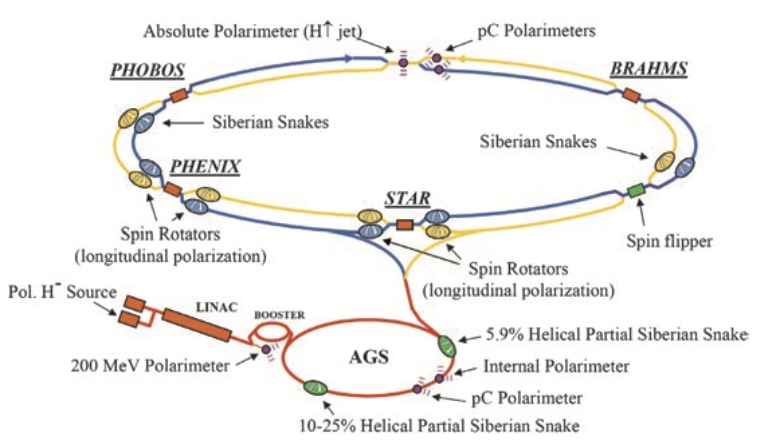 Absolute Polarimeter (H↑ jet)
pC Polarimeters
PHOBOS
BRAHMS
Siberian Snakes
Siberian Snakes
PHENIX
STAR
Spin Rotators
(longitudinal polarization)
Spin flipper
Spin Rotators
(longitudinal polarization)
Pol. H⁻ Source
LINAC
BOOSTER
200 MeV Polarimeter
AGS
5.9% Helical Partial Siberian Snake
Internal Polarimeter
pC Polarimeter
10-25% Helical Partial Siberian Snake